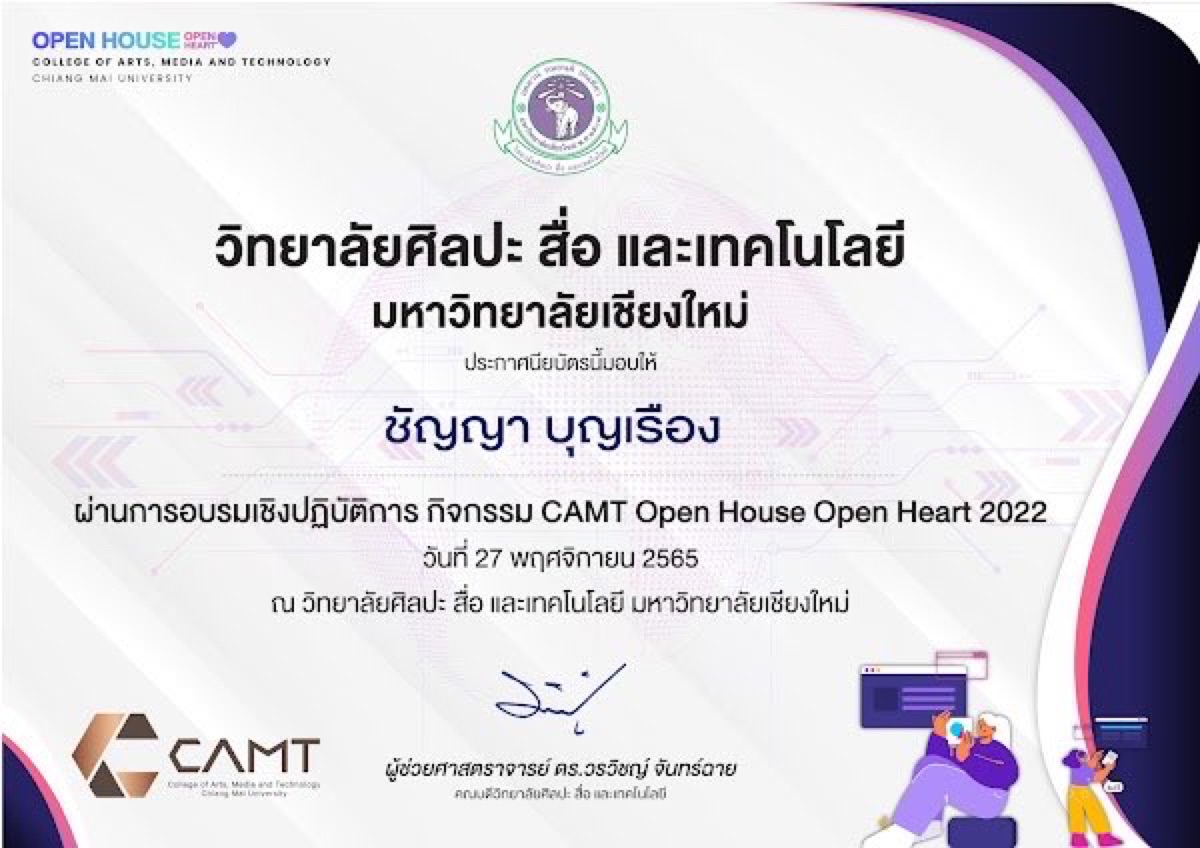 OPEN HOUSE OPEN HEART
COLLEGE OF ARTS, MEDIA AND TECHNOLOGY
CHIANG MAI UNIVERSITY
วิทยาลัยศิลปะ สื่อ และเทคโนโลยี
มหาวิทยาลัยเชียงใหม่
ประกาศนียบัตรนี้มอบให้
ชัญญา บุญเรือง
ผ่านการอบรมเชิงปฏิบัติการ กิจกรรม CAMT Open House Open Heart 2022
วันที่ 27 พฤศจิกายน 2565
ณ วิทยาลัยศิลปะ สื่อ และเทคโนโลยี มหาวิทยาลัยเชียงใหม่
CAMT
College of Arts, Media and Technology
Chiang Mai University
ผู้ช่วยศาสตราจารย์ ดร.วรวิชญ์ จันทร์ฉาย
คณบดีวิทยาลัยศิลปะ สื่อ และเทคโนโลยี